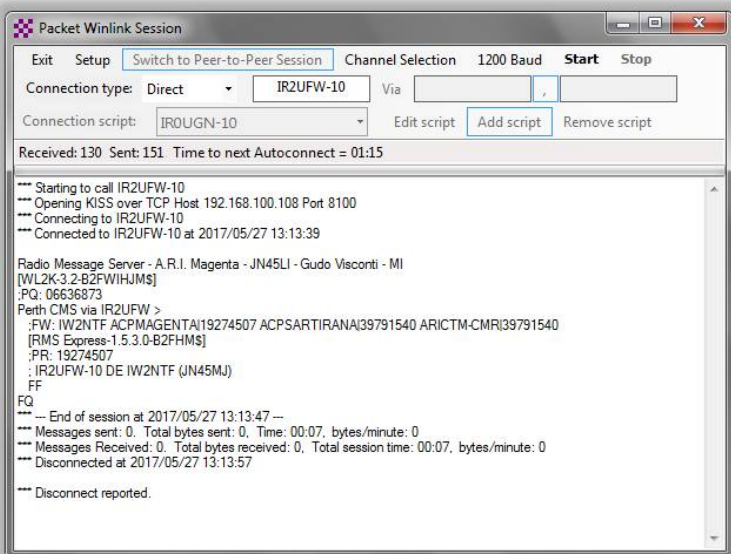 Packet Winlink Session
Exit Setup Switch to Peer-to-Peer Session Channel Selection 1200 Baud Start Stop
Connection type: Direct IR2UFW-10 Via ,
Connection script: IR0UGN-10 Edit script Add script Remove script
Received: 130 Sent: 151 Time to next Autoconnect = 01:15
*** Starting to call IR2UFW-10
*** Opening KISS over TCP Host 192.168.100.108 Port 8100
*** Connecting to IR2UFW-10
*** Connected to IR2UFW-10 at 2017/05/27 13:13:39
Radio Message Server - A.R.I. Magenta - JN45LI - Gudo Visconti - MI
[WL2K-3.2-B2FWIHJM$]
;PQ: 06636873
Perth CMS via IR2UFW >
;FW: IW2NTF ACPMAGENTA|19274507 ACPSARTIRANA|39791540 ARICTM-CMR|39791540
[RMS Express-1.5.3.0-B2FHM$]
;PR: 19274507
; IR2UFW-10 DE IW2NTF (JN45MJ)
FF
FQ
*** --- End of session at 2017/05/27 13:13:47 ---
*** Messages sent: 0. Total bytes sent: 0, Time: 00:07, bytes/minute: 0
*** Messages Received: 0. Total bytes received: 0, Total session time: 00:07, bytes/minute: 0
*** Disconnected at 2017/05/27 13:13:57
*** Disconnect reported.